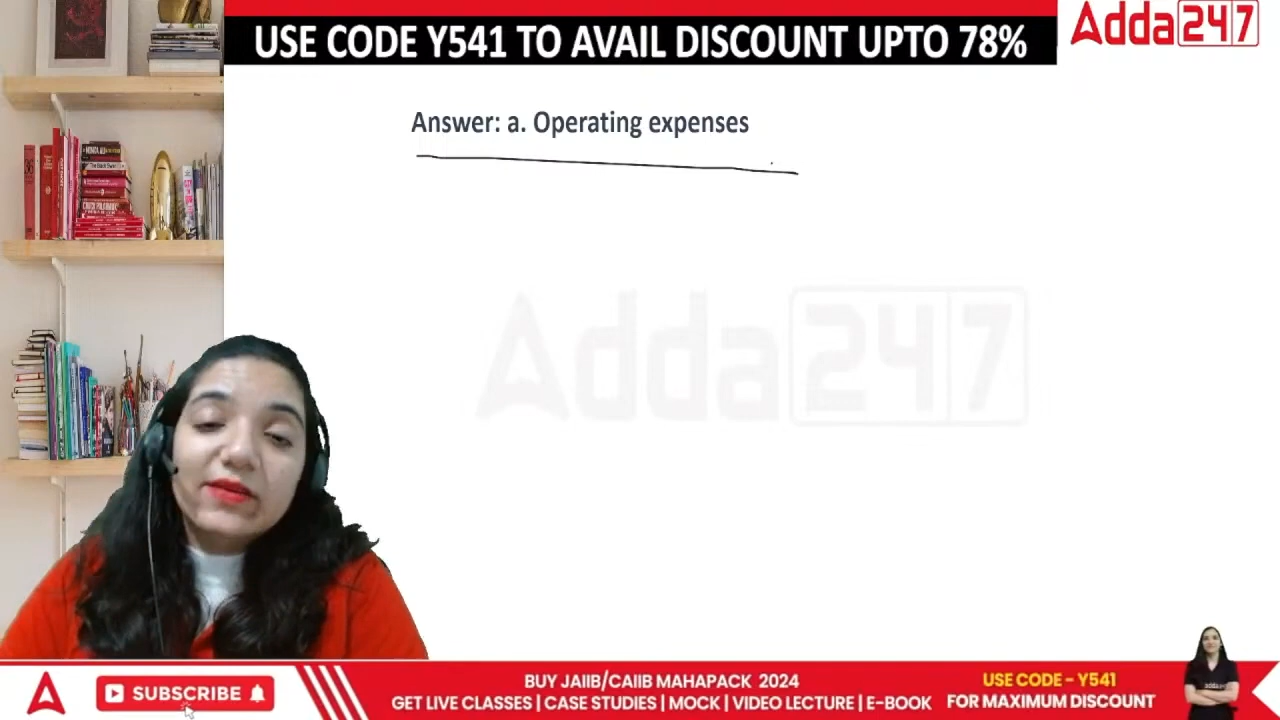 USE CODE Y541 TO AVAIL DISCOUNT UPTO 78%
Adda247
Answer: a. Operating expenses
Adda247
SUBSCRIBE
BUY JAIIB/CAIIB MAHAPACK 2024
GET LIVE CLASSES | CASE STUDIES | MOCK | VIDEO LECTURE | E-BOOK
USE CODE - Y541
FOR MAXIMUM DISCOUNT